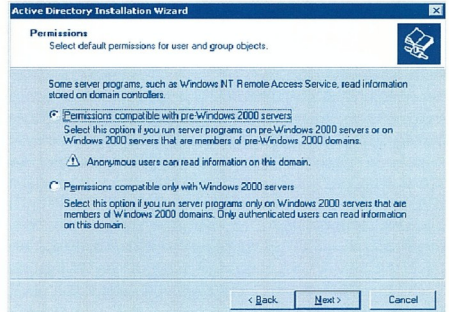 Active Directory Installation Wizard
Permissions
Select default permissions for user and group objects.
Some server programs, such as Windows NT Remote Access Service, read information
stored on domain controllers.
Permissions compatible with pre-Windows 2000 servers
Select this option if you run server programs on pre-Windows 2000 servers or on
Windows 2000 servers that are members of pre-Windows 2000 domains.
Anonymous users can read information on this domain.
Permissions compatible only with Windows 2000 servers
Select this option if you run server programs only on Windows 2000 servers that are
members of Windows 2000 domains. Only authenticated users can read information
on this domain.
< Back Next > Cancel